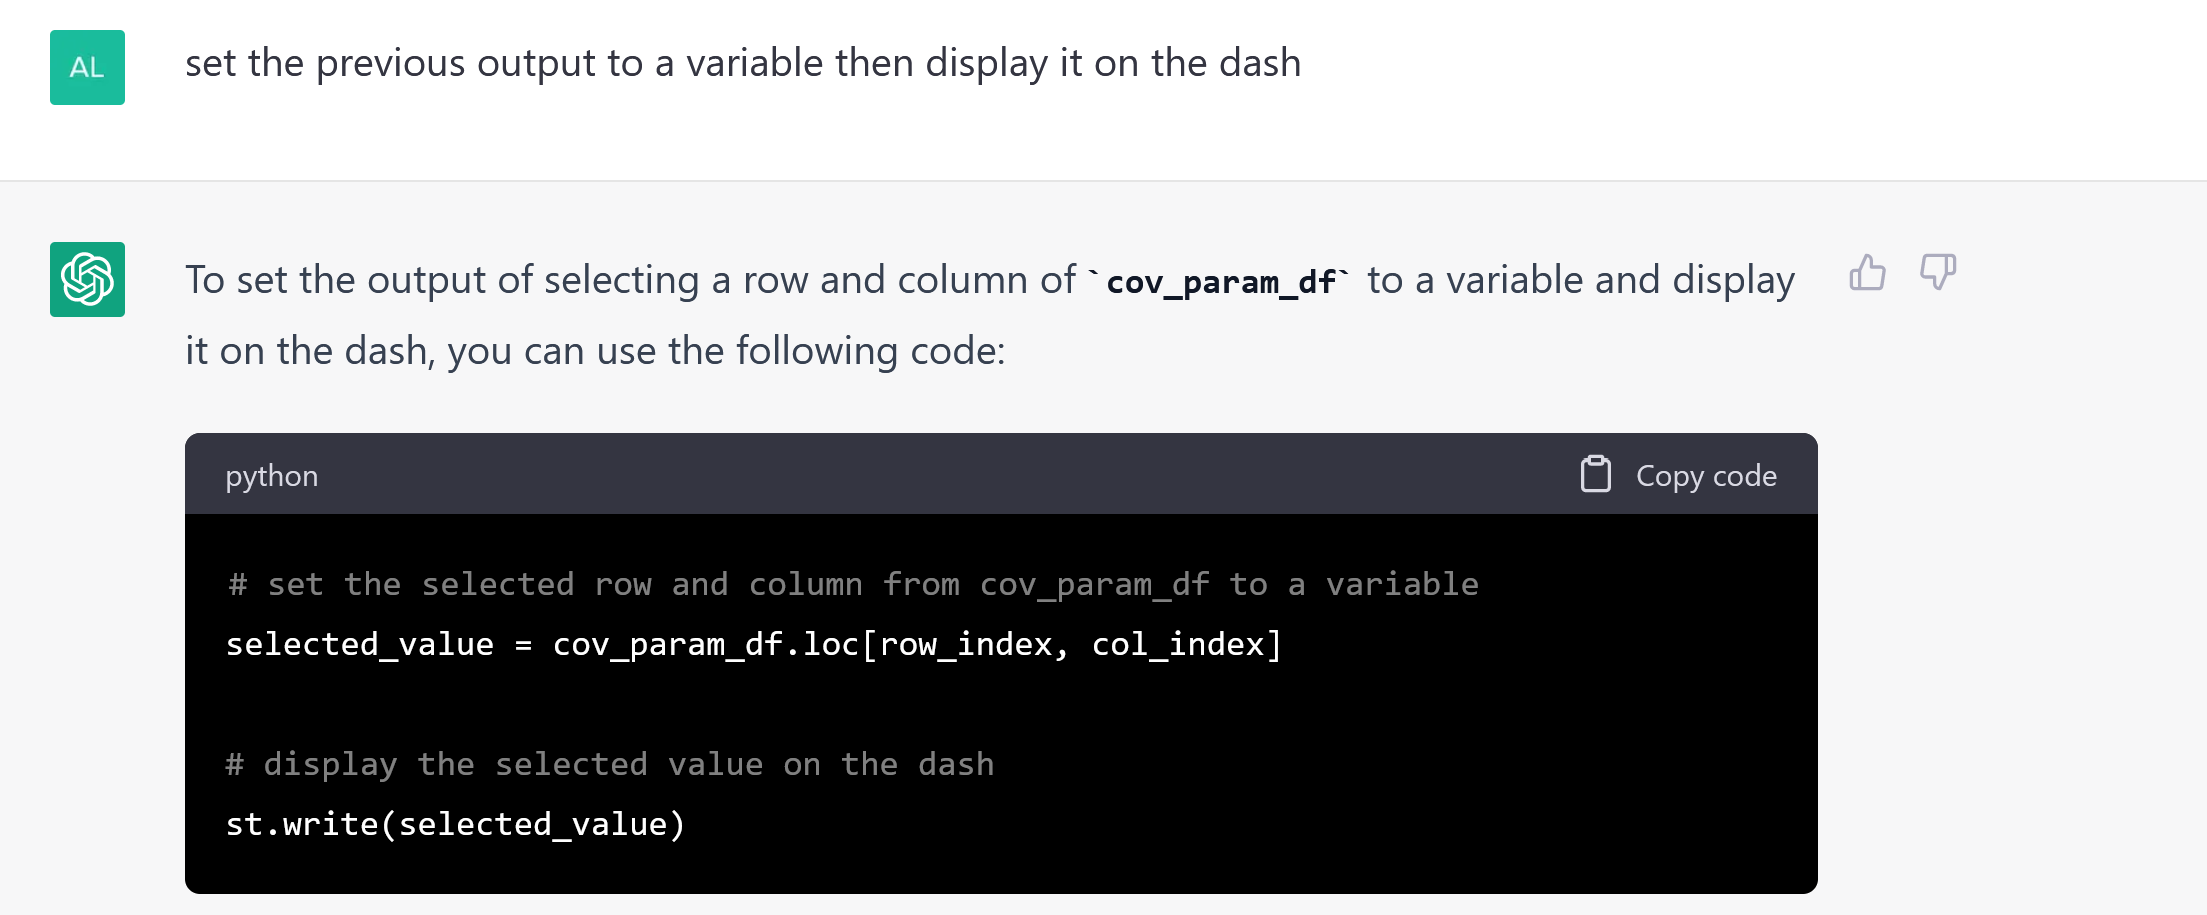 AL
set the previous output to a variable then display it on the dash
To set the output of selecting a row and column of `cov_param_df` to a variable and display
it on the dash, you can use the following code:
python
Copy code
# set the selected row and column from cov_param_df to a variable
selected_value = cov_param_df.loc[row_index, col_index]
# display the selected value on the dash
st.write(selected_value)